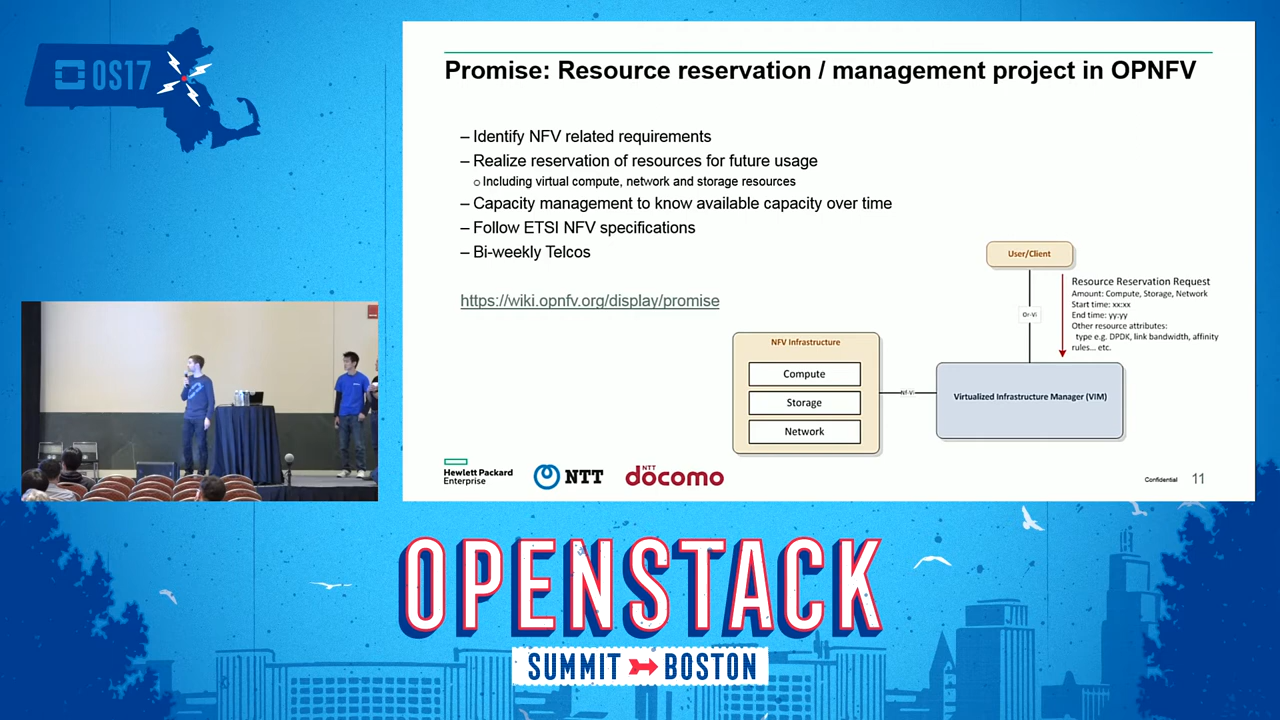 OS17
Promise: Resource reservation / management project in OPNFV
– Identify NFV related requirements
– Realize reservation of resources for future usage
o Including virtual compute, network and storage resources
– Capacity management to know available capacity over time
– Follow ETSI NFV specifications
– Bi-weekly Telcos
https://wiki.opnfv.org/display/promise
User/Client
Or-Vi
Resource Reservation Request
Amount: Compute, Storage, Network
Start time: xx:xx
End time: yy:yy
Other resource attributes:
type e.g. DPDK, link bandwidth, affinity
rules... etc.
NFV Infrastructure
Compute
Storage
Network
Nf-Vi
Virtualized Infrastructure Manager (VIM)
Hewlett Packard
Enterprise
NTT
NTT
docomo
Confidential 11
OPENSTACK
SUMMIT BOSTON